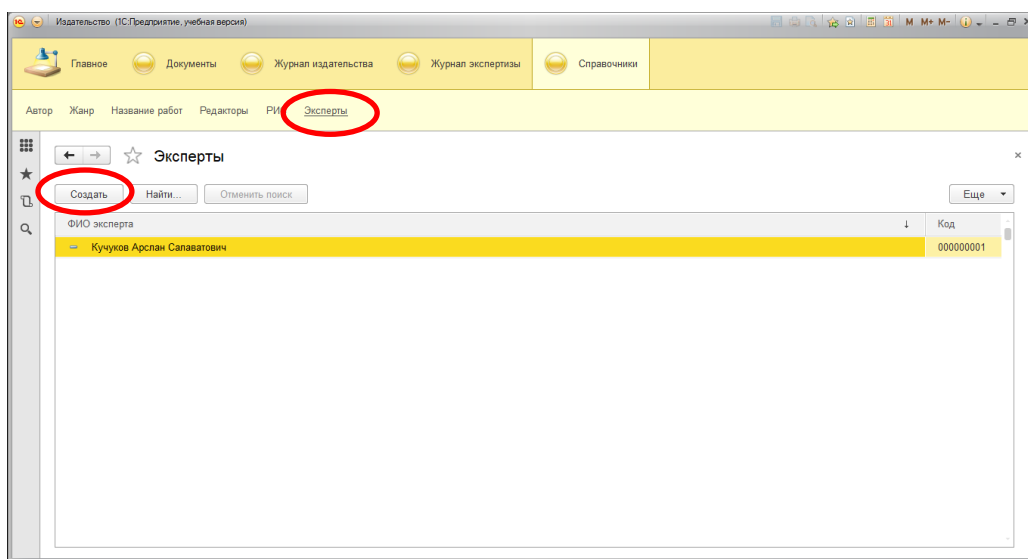 Издательство (1С:Предприятие, учебная версия)
M M+ M-
Главное Документы Журнал издательства Журнал экспертизы Справочники
Автор Жанр Название работ Редакторы Эксперты
Эксперты
Создать Найти... Отменить поиск Еще
ФИО эксперта ↓ Код
Кучуков Арслан Салаватович 000000001